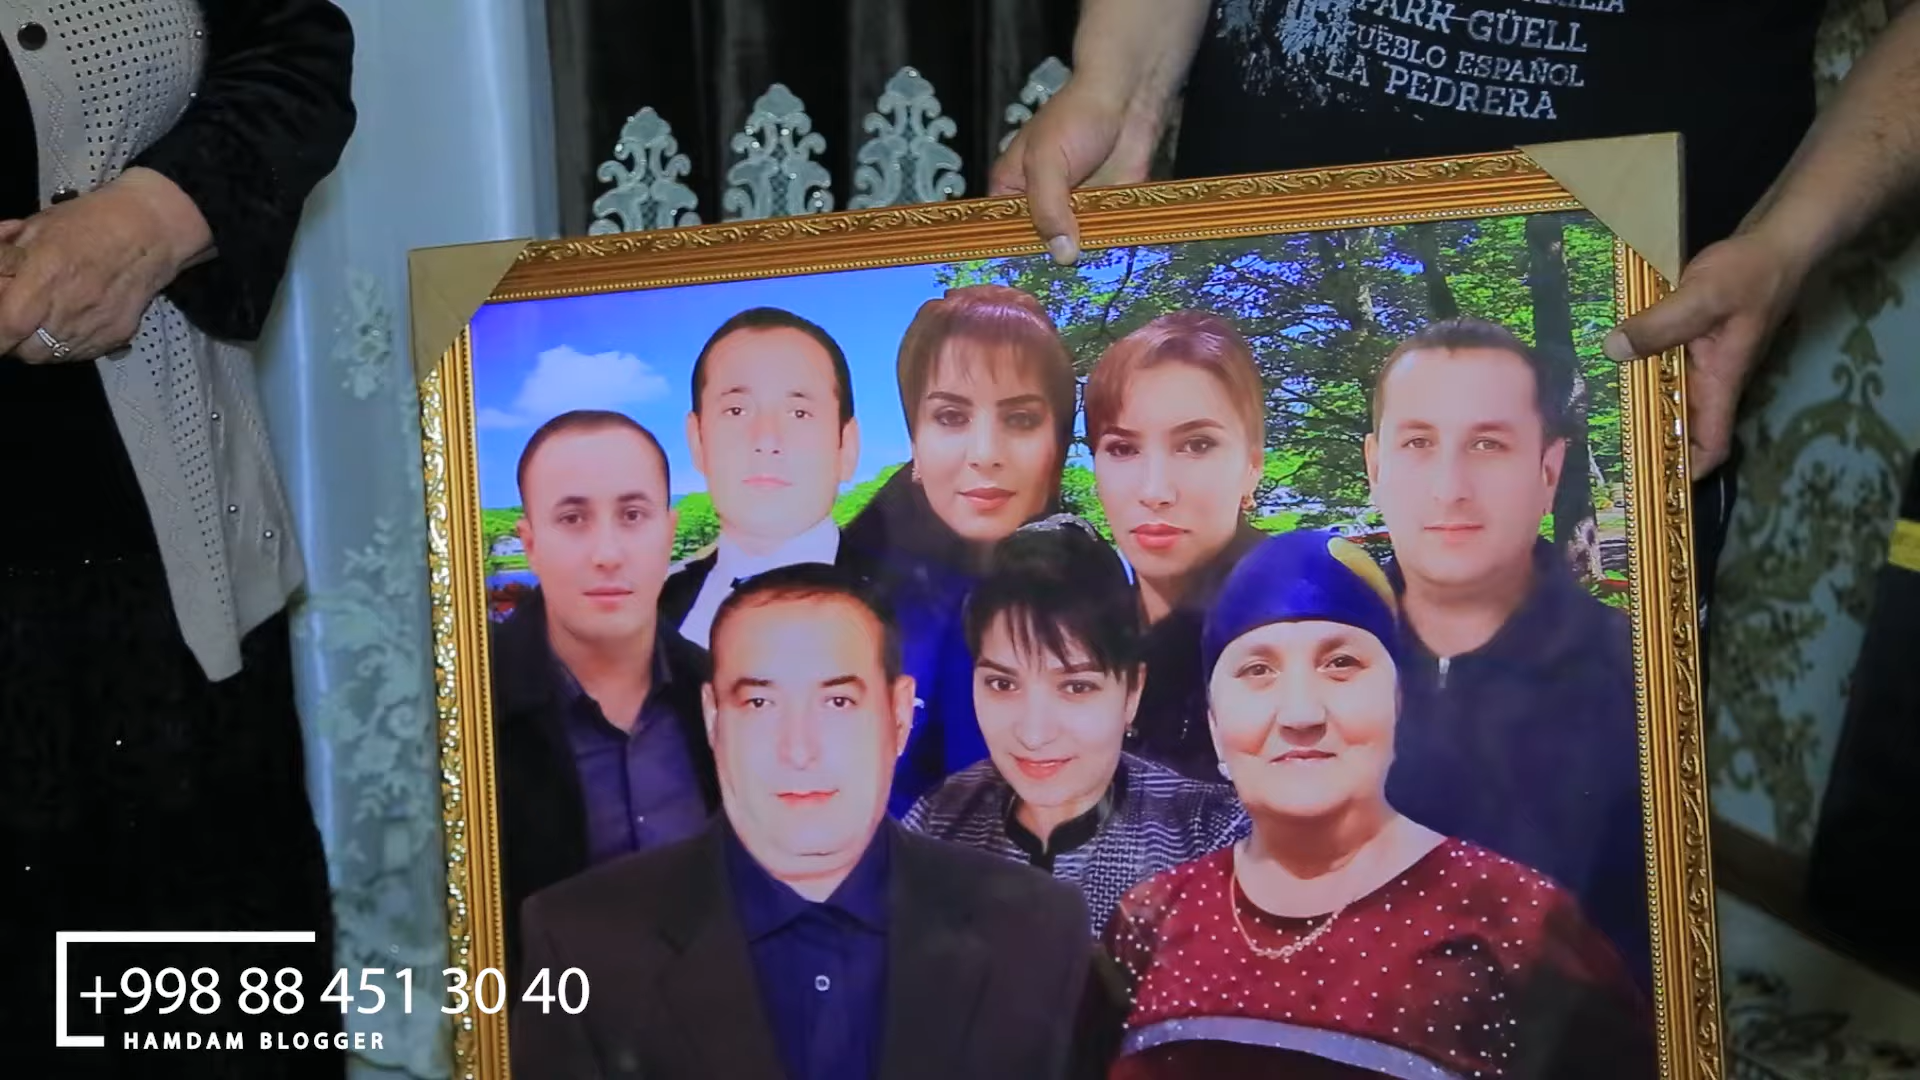 PARK GÜELL
PUEBLO ESPAÑOL
LA PEDRERA
+998 88 451 30 40
HAMDAM BLOGGER